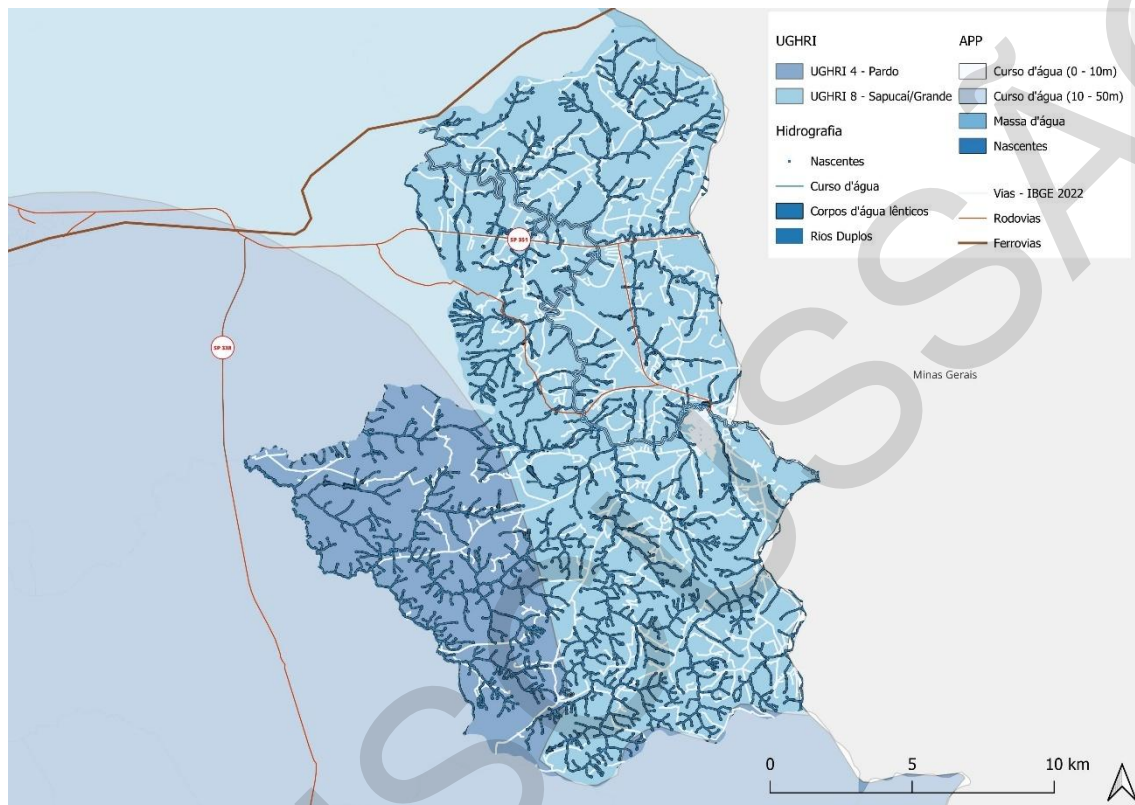 UGHRI
UGHRI 4 - Pardo
UGHRI 8 - Sapucaí/Grande
Hidrografia
Nascentes
Curso d'água
Corpos d'água lênticos
Rios Duplos
APP
Curso d'água (0 - 10m)
Curso d'água (10 - 50m)
Massa d'água
Nascentes
Vias - IBGE 2022
Rodovias
Ferrovias
SP 351
SP 338
Minas Gerais
0 5 10 km